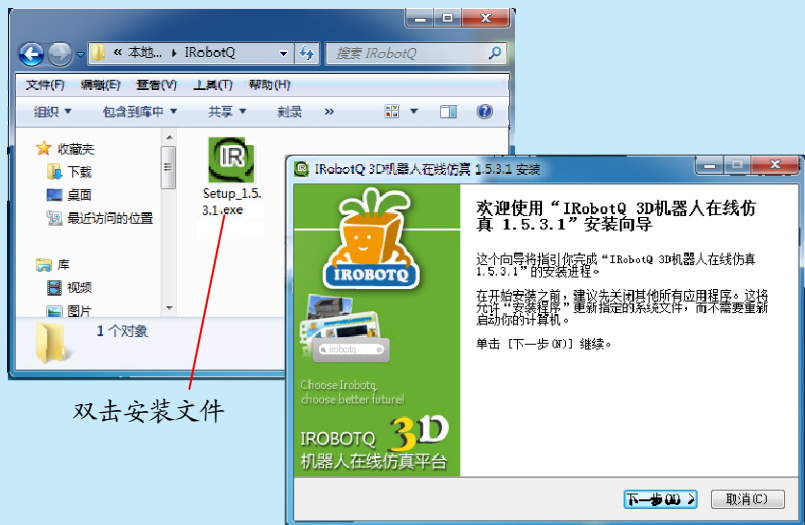 « 本地... ▸ IRobotQ
搜索 IRobotQ
文件(F) 编辑(E) 查看(V) 工具(T) 帮助(H)
组织 ▼ 包含到库中 ▼ 共享 ▼ 刻录 »
收藏夹
下载
桌面
最近访问的位置
库
视频
图片
IR
Setup_1.5.
3.1.exe
1 个对象
双击安装文件
IRobotQ 3D机器人在线仿真 1.5.3.1 安装
IROBOTQ
irobotq
Choose Irobotq,
choose better future!
IROBOTQ 3D
机器人在线仿真平台
欢迎使用“IRobotQ 3D机器人在线仿
真 1.5.3.1”安装向导
这个向导将指引你完成“IRobotQ 3D机器人在线仿真
1.5.3.1”的安装进程。
在开始安装之前，建议先关闭其他所有应用程序。这将
允许“安装程序”更新指定的系统文件，而不需要重新
启动你的计算机。
单击 [下一步(N)] 继续。
下一步(N) >
取消(C)